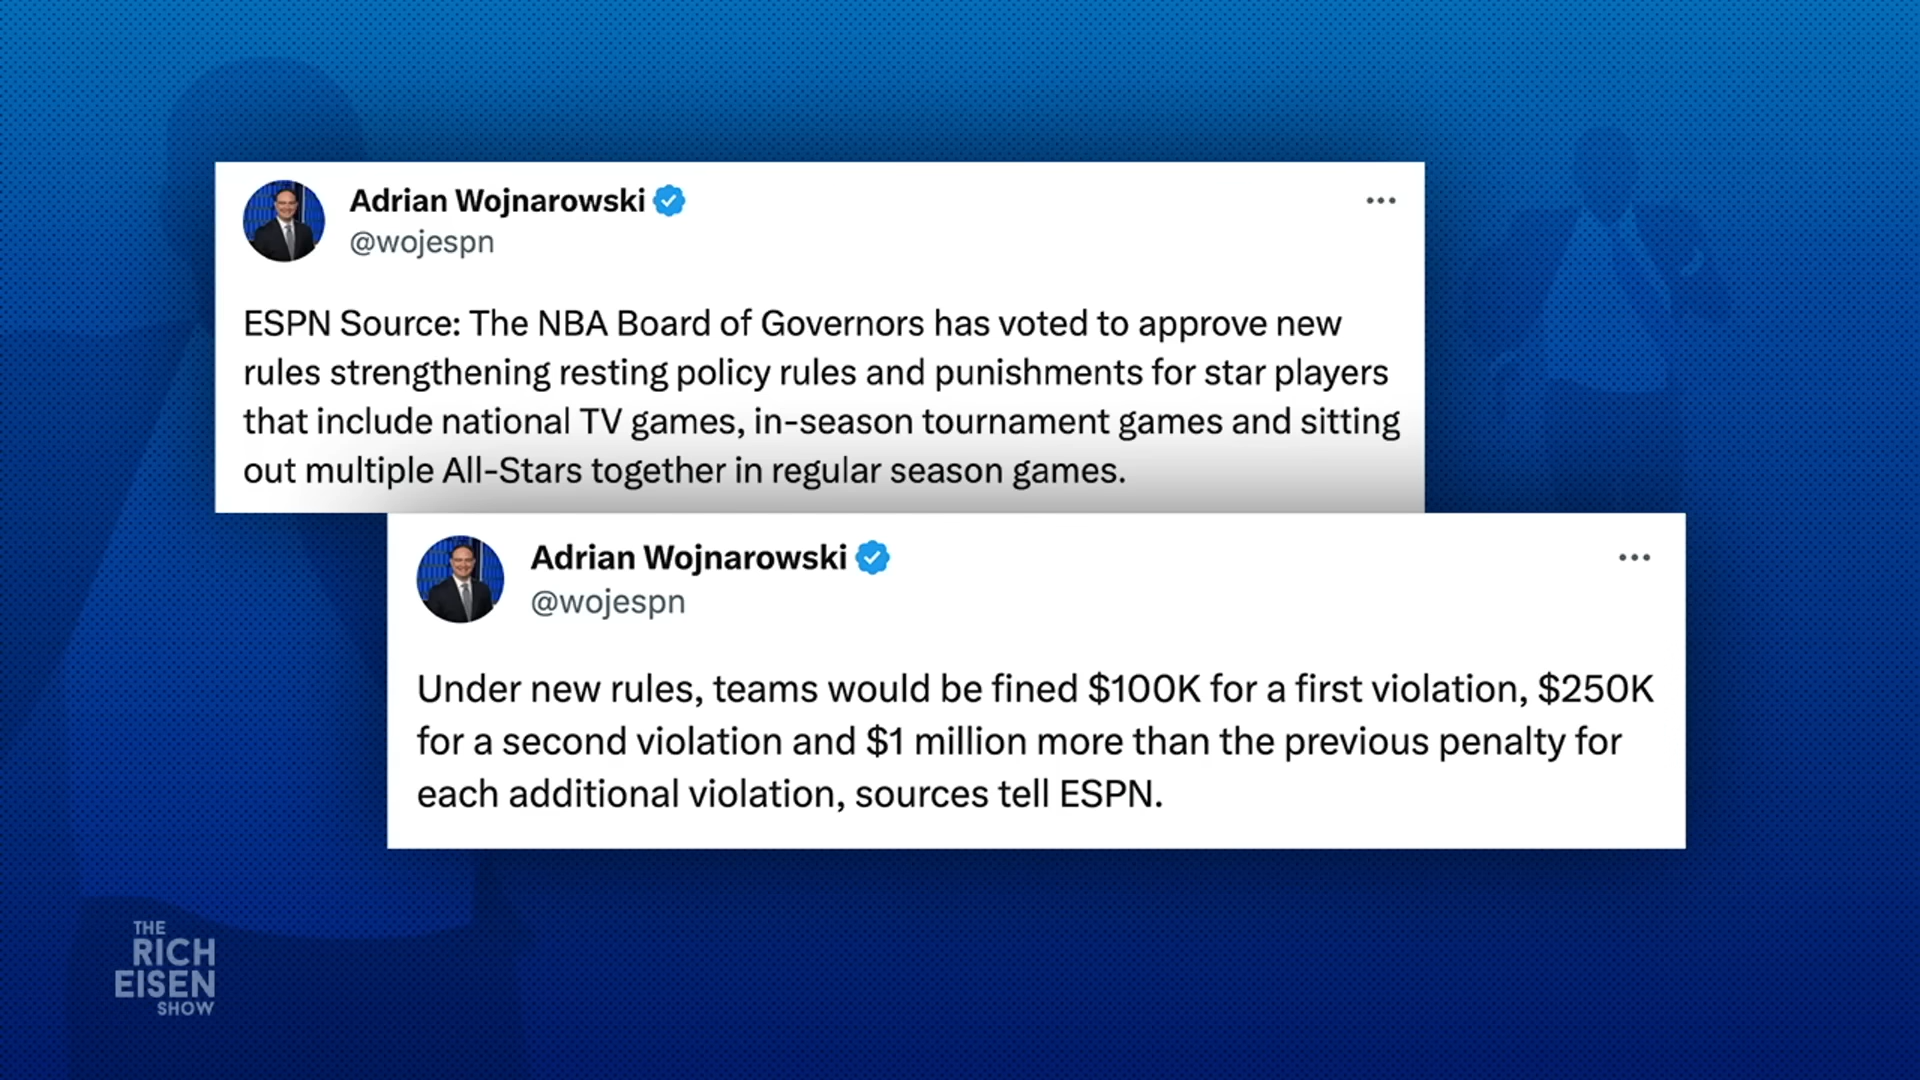 Adrian Wojnarowski
@wojespn
ESPN Source: The NBA Board of Governors has voted to approve new
rules strengthening resting policy rules and punishments for star players
that include national TV games, in-season tournament games and sitting
out multiple All-Stars together in regular season games.
Adrian Wojnarowski
@wojespn
Under new rules, teams would be fined $100K for a first violation, $250K
for a second violation and $1 million more than the previous penalty for
each additional violation, sources tell ESPN.
THE
RICH
EISEN
SHOW